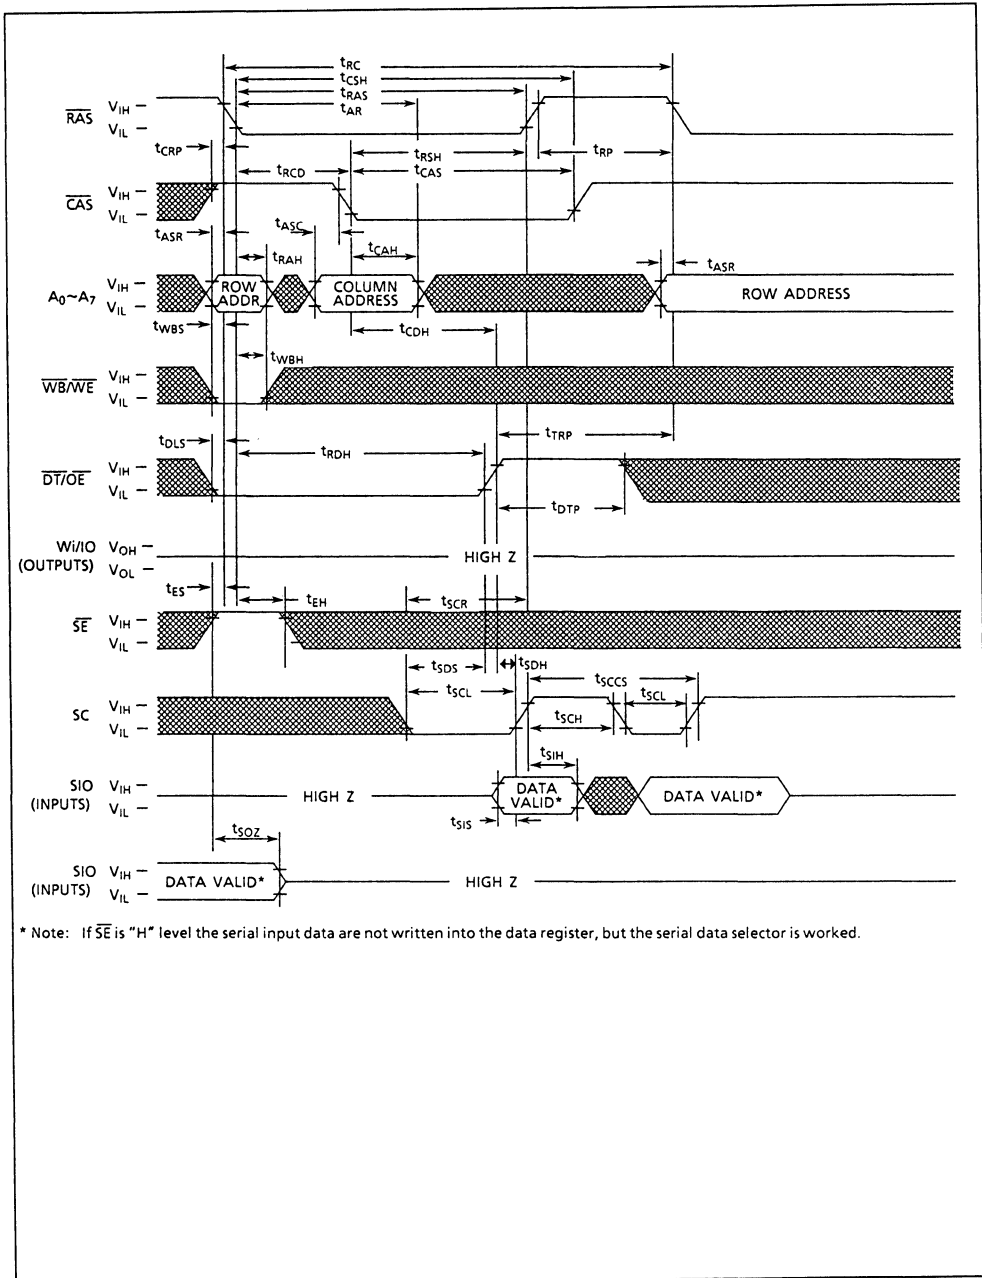 tRC
tCSH
tRAS
tAR
RAS VIH
VIL
tCRP
tRCD
tRSH
tCAS
tRP
CAS VIH
VIL
tASR
tASC
tRAH
tCAH
tASR
A0~A7 VIH
VIL
ROW ADDR
COLUMN ADDRESS
ROW ADDRESS
tWBS
tCDH
tWBH
WB/WE VIH
VIL
tDLS
tRDH
tTRP
DT/OE VIH
VIL
tDTP
Wi/IO VOH
(OUTPUTS) VOL
HIGH Z
tES
tEH
tSCR
SE VIH
VIL
tSDS
tSDH
tSCL
tSCCS
tSCL
SC VIH
VIL
tSCH
tSIH
SIO VIH
(INPUTS) VIL
HIGH Z
DATA VALID*
DATA VALID*
tSIS
tSOZ
SIO VIH
(INPUTS) VIL
DATA VALID*
HIGH Z
* Note: If SE is "H" level the serial input data are not written into the data register, but the serial data selector is worked.